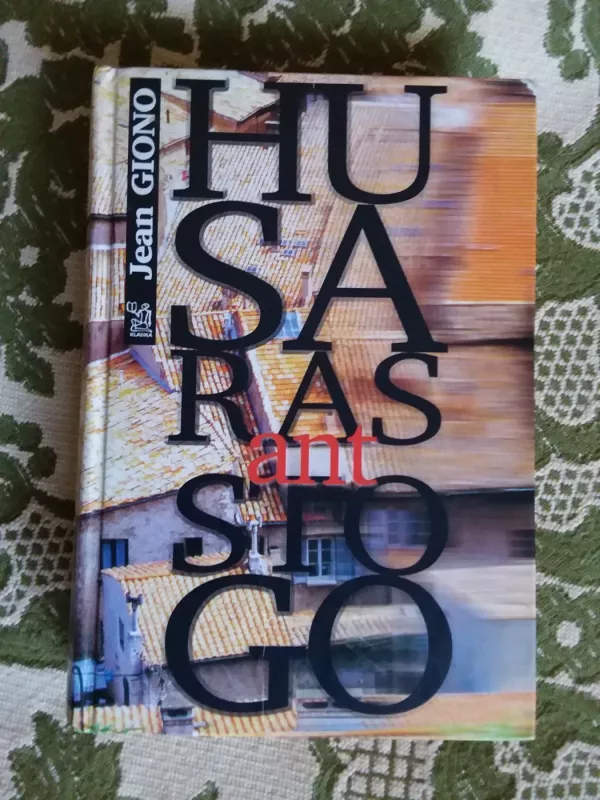 Jean GIONO
KLASIKA
HU
SA
RAS
ant
STO
GO